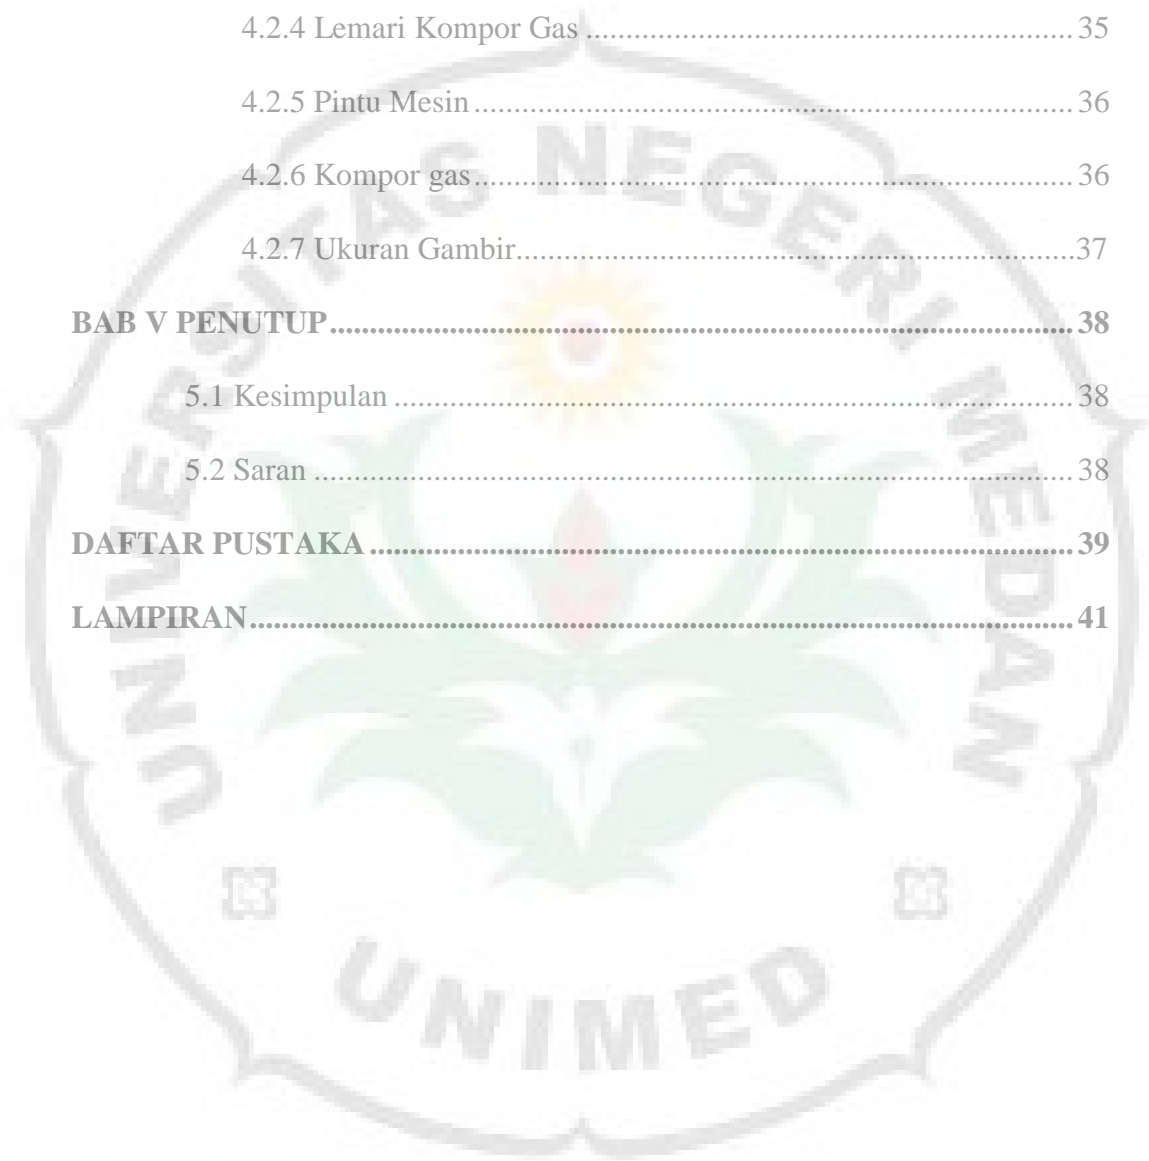 4.2.4 Lemari Kompor Gas ............................................................ 35
4.2.5 Pintu Mesin ......................................................................... 36
4.2.6 Kompor gas ......................................................................... 36
4.2.7 Ukuran Gambir.................................................................... 37
BAB V PENUTUP ............................................................................................. 38
5.1 Kesimpulan ..................................................................................... 38
5.2 Saran ............................................................................................... 38
DAFTAR PUSTAKA ........................................................................................ 39
LAMPIRAN....................................................................................................... 41
UNIVERSITAS NEGERI MEDAN
UNIMED